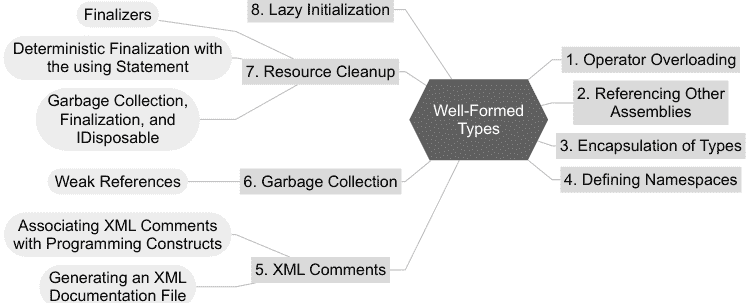 Well-Formed
Types
1. Operator Overloading
2. Referencing Other
Assemblies
3. Encapsulation of Types
4. Defining Namespaces
5. XML Comments
Associating XML Comments
with Programming Constructs
Generating an XML
Documentation File
6. Garbage Collection
Weak References
7. Resource Cleanup
Finalizers
Deterministic Finalization with
the using Statement
Garbage Collection,
Finalization, and
IDisposable
8. Lazy Initialization